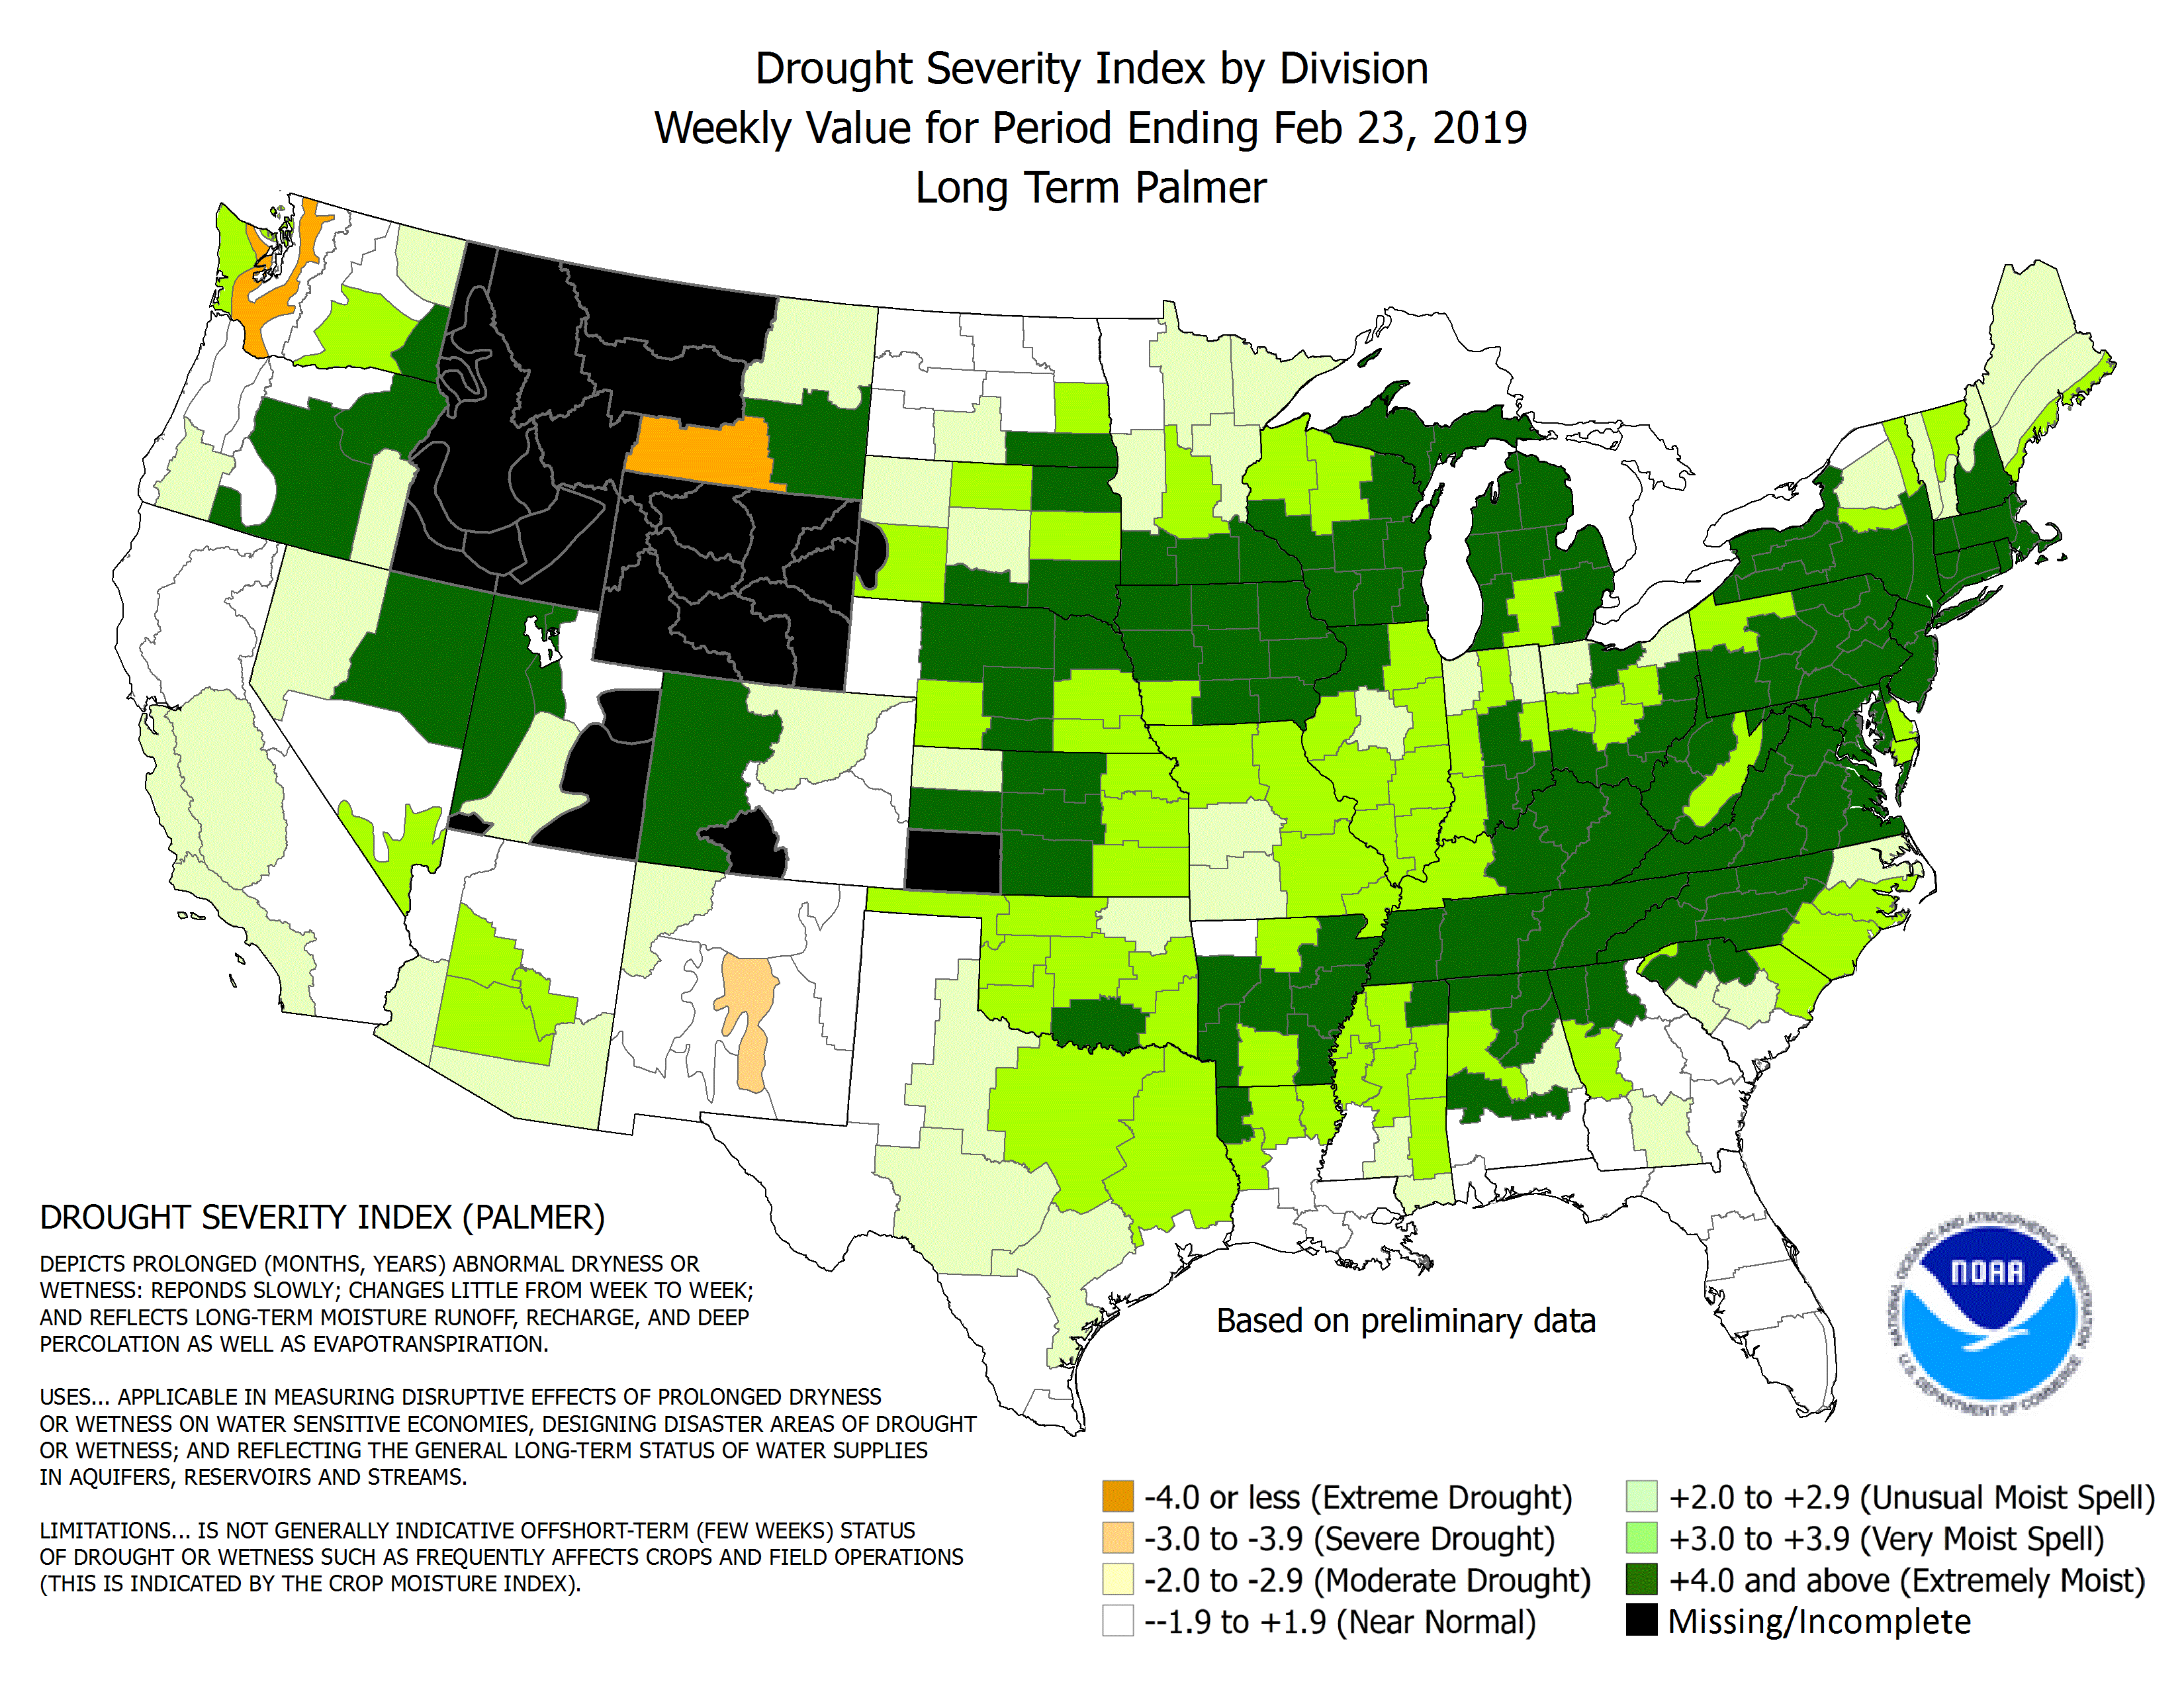 Drought Severity Index by Division
Weekly Value for Period Ending Feb 23, 2019
Long Term Palmer
DROUGHT SEVERITY INDEX (PALMER)
DEPICTS PROLONGED (MONTHS, YEARS) ABNORMAL DRYNESS OR
WETNESS: REPONDS SLOWLY; CHANGES LITTLE FROM WEEK TO WEEK;
AND REFLECTS LONG-TERM MOISTURE RUNOFF, RECHARGE, AND DEEP
PERCOLATION AS WELL AS EVAPOTRANSPIRATION.
USES... APPLICABLE IN MEASURING DISRUPTIVE EFFECTS OF PROLONGED DRYNESS
OR WETNESS ON WATER SENSITIVE ECONOMIES, DESIGNING DISASTER AREAS OF DROUGHT
OR WETNESS; AND REFLECTING THE GENERAL LONG-TERM STATUS OF WATER SUPPLIES
IN AQUIFERS, RESERVOIRS AND STREAMS.
LIMITATIONS... IS NOT GENERALLY INDICATIVE OFFSHORT-TERM (FEW WEEKS) STATUS
OF DROUGHT OR WETNESS SUCH AS FREQUENTLY AFFECTS CROPS AND FIELD OPERATIONS
(THIS IS INDICATED BY THE CROP MOISTURE INDEX).
Based on preliminary data
NATIONAL OCEANIC AND ATMOSPHERIC ADMINISTRATION
NOAA
U.S. DEPARTMENT OF COMMERCE
-4.0 or less (Extreme Drought)
-3.0 to -3.9 (Severe Drought)
-2.0 to -2.9 (Moderate Drought)
--1.9 to +1.9 (Near Normal)
+2.0 to +2.9 (Unusual Moist Spell)
+3.0 to +3.9 (Very Moist Spell)
+4.0 and above (Extremely Moist)
Missing/Incomplete